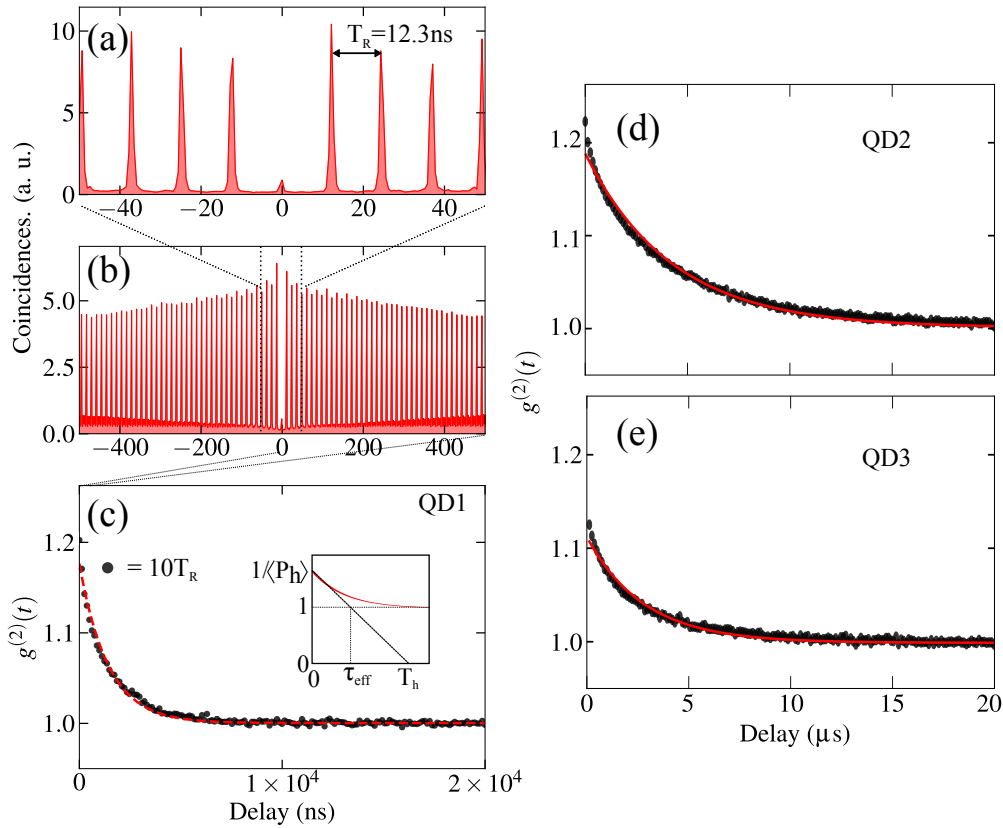 (a)
T_R=12.3ns
10
5
0
−40 −20 0 20 40
Coincidences. (a. u.)
(b)
5.0
2.5
0.0
−400 −200 0 200 400
(c)
QD1
● = 10T_R
1.2
1.1
1.0
g^(2)(t)
1/⟨P_h⟩
1
0
0 τ_eff T_h
0 1 × 10^4 2 × 10^4
Delay (ns)
(d)
QD2
1.2
1.1
1.0
g^(2)(t)
(e)
QD3
1.2
1.1
1.0
0 5 10 15 20
Delay (μs)